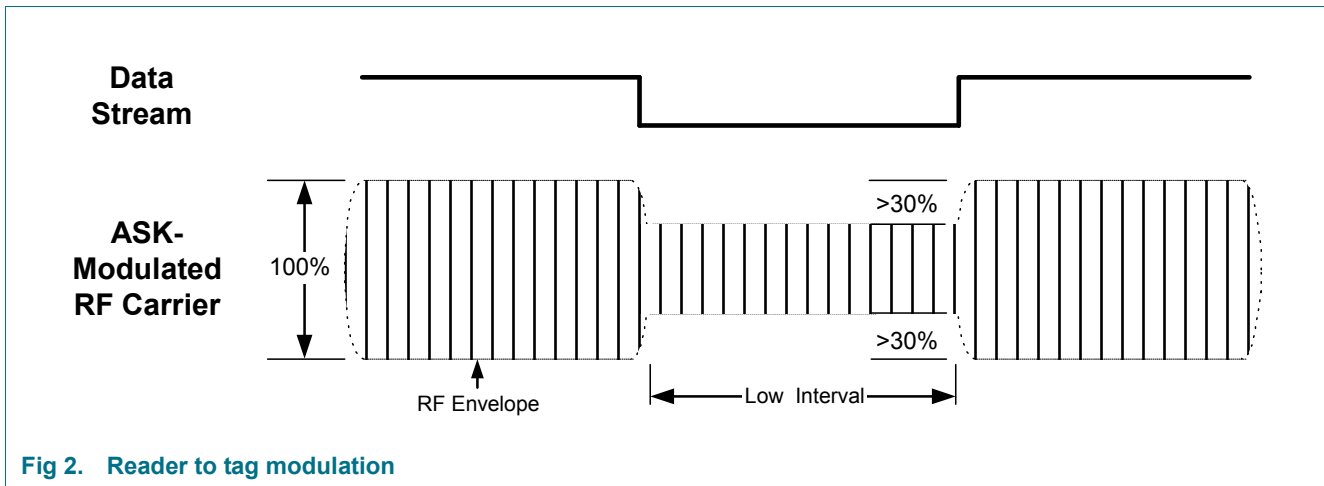 Data
Stream
ASK-
Modulated
RF Carrier
100%
>30%
>30%
RF Envelope
Low Interval
Fig 2. Reader to tag modulation